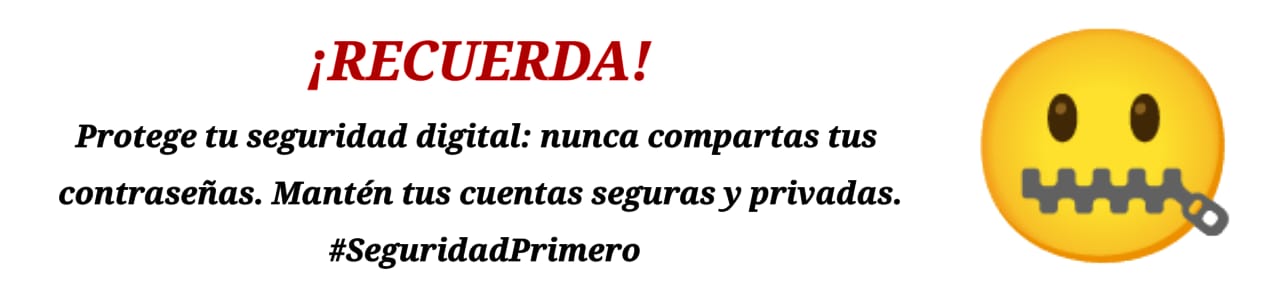 ¡RECUERDA!
Protege tu seguridad digital: nunca compartas tus
contraseñas. Mantén tus cuentas seguras y privadas.
#SeguridadPrimero